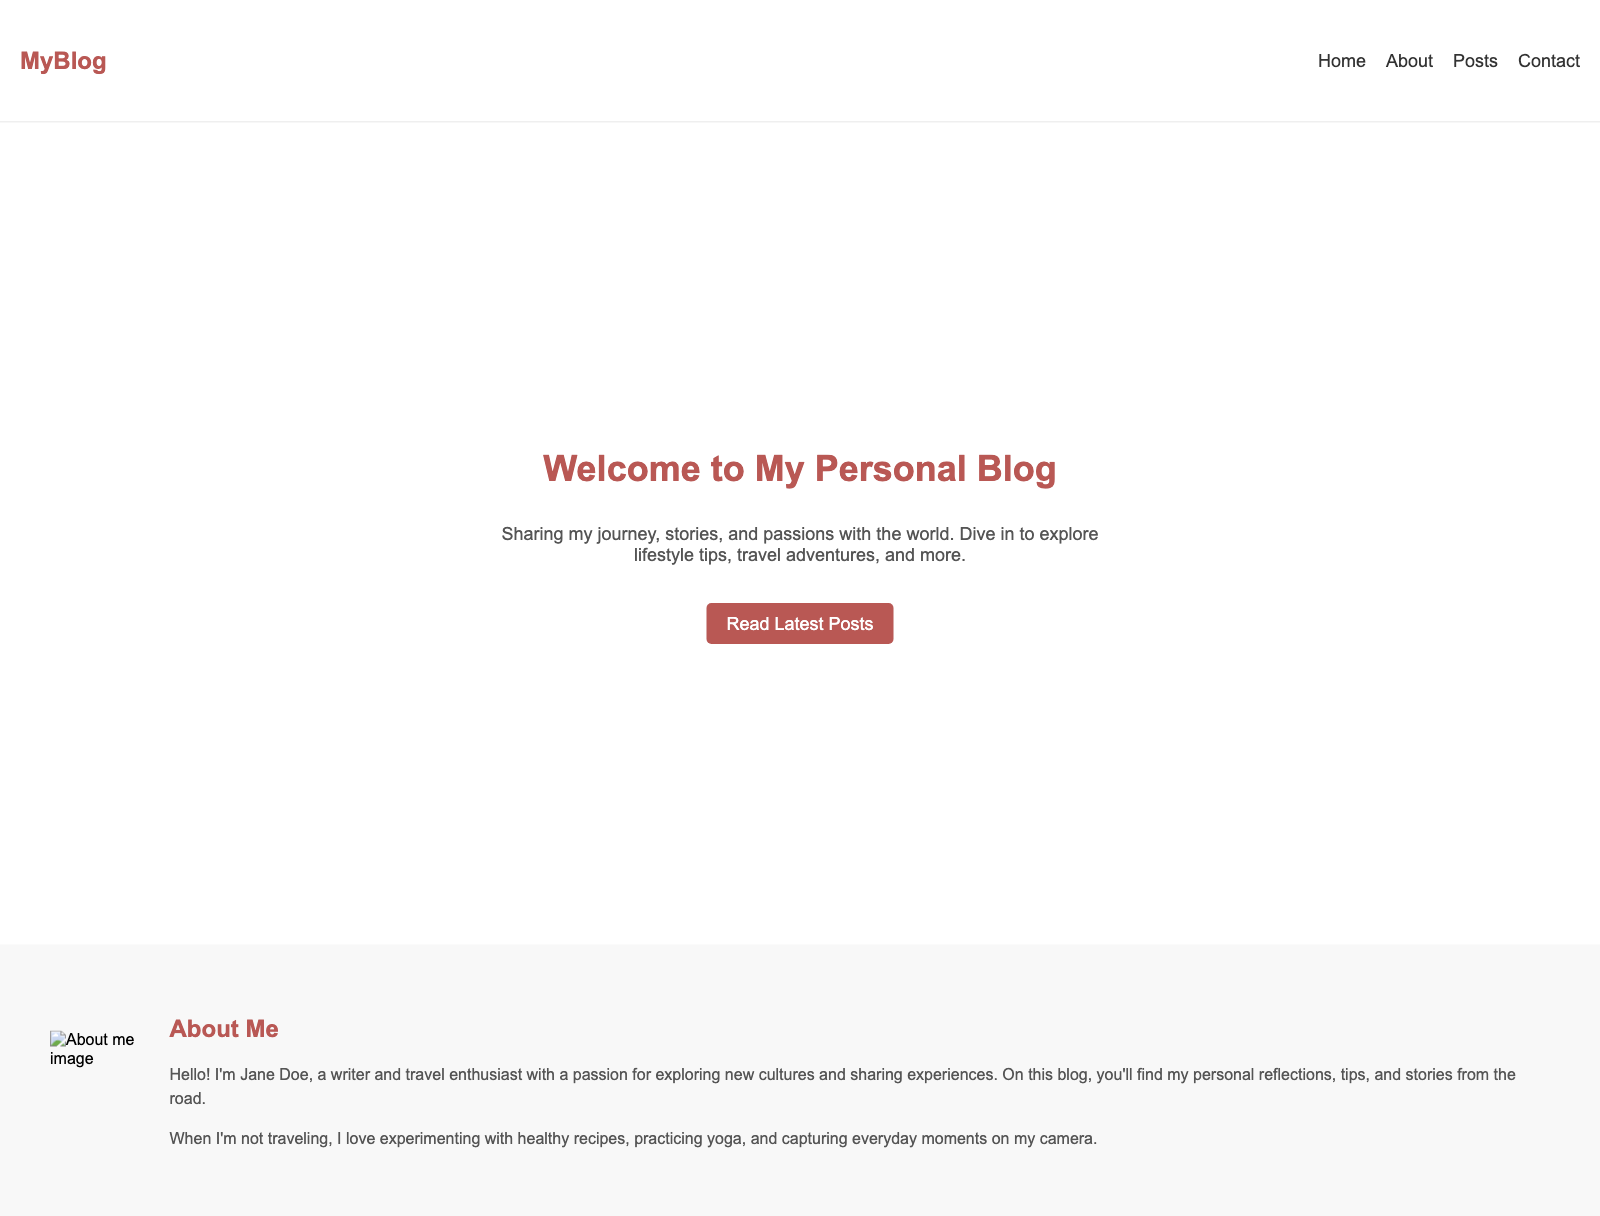 MyBlog
Home About Posts Contact
Welcome to My Personal Blog
Sharing my journey, stories, and passions with the world. Dive in to explore
lifestyle tips, travel adventures, and more.
Read Latest Posts
About me
image
About Me
Hello! I'm Jane Doe, a writer and travel enthusiast with a passion for exploring new cultures and sharing experiences. On this blog, you'll find my personal reflections, tips, and stories from the
road.
When I'm not traveling, I love experimenting with healthy recipes, practicing yoga, and capturing everyday moments on my camera.